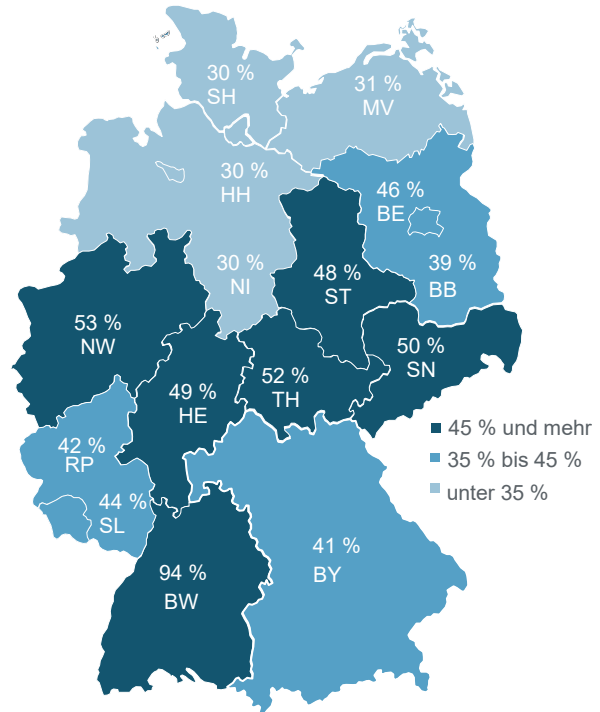 30 %
SH
31 %
MV
30 %
HH
46 %
BE
30 %
NI
48 %
ST
39 %
BB
53 %
NW
50 %
SN
49 %
HE
52 %
TH
42 %
RP
44 %
SL
94 %
BW
41 %
BY
45 % und mehr
35 % bis 45 %
unter 35 %